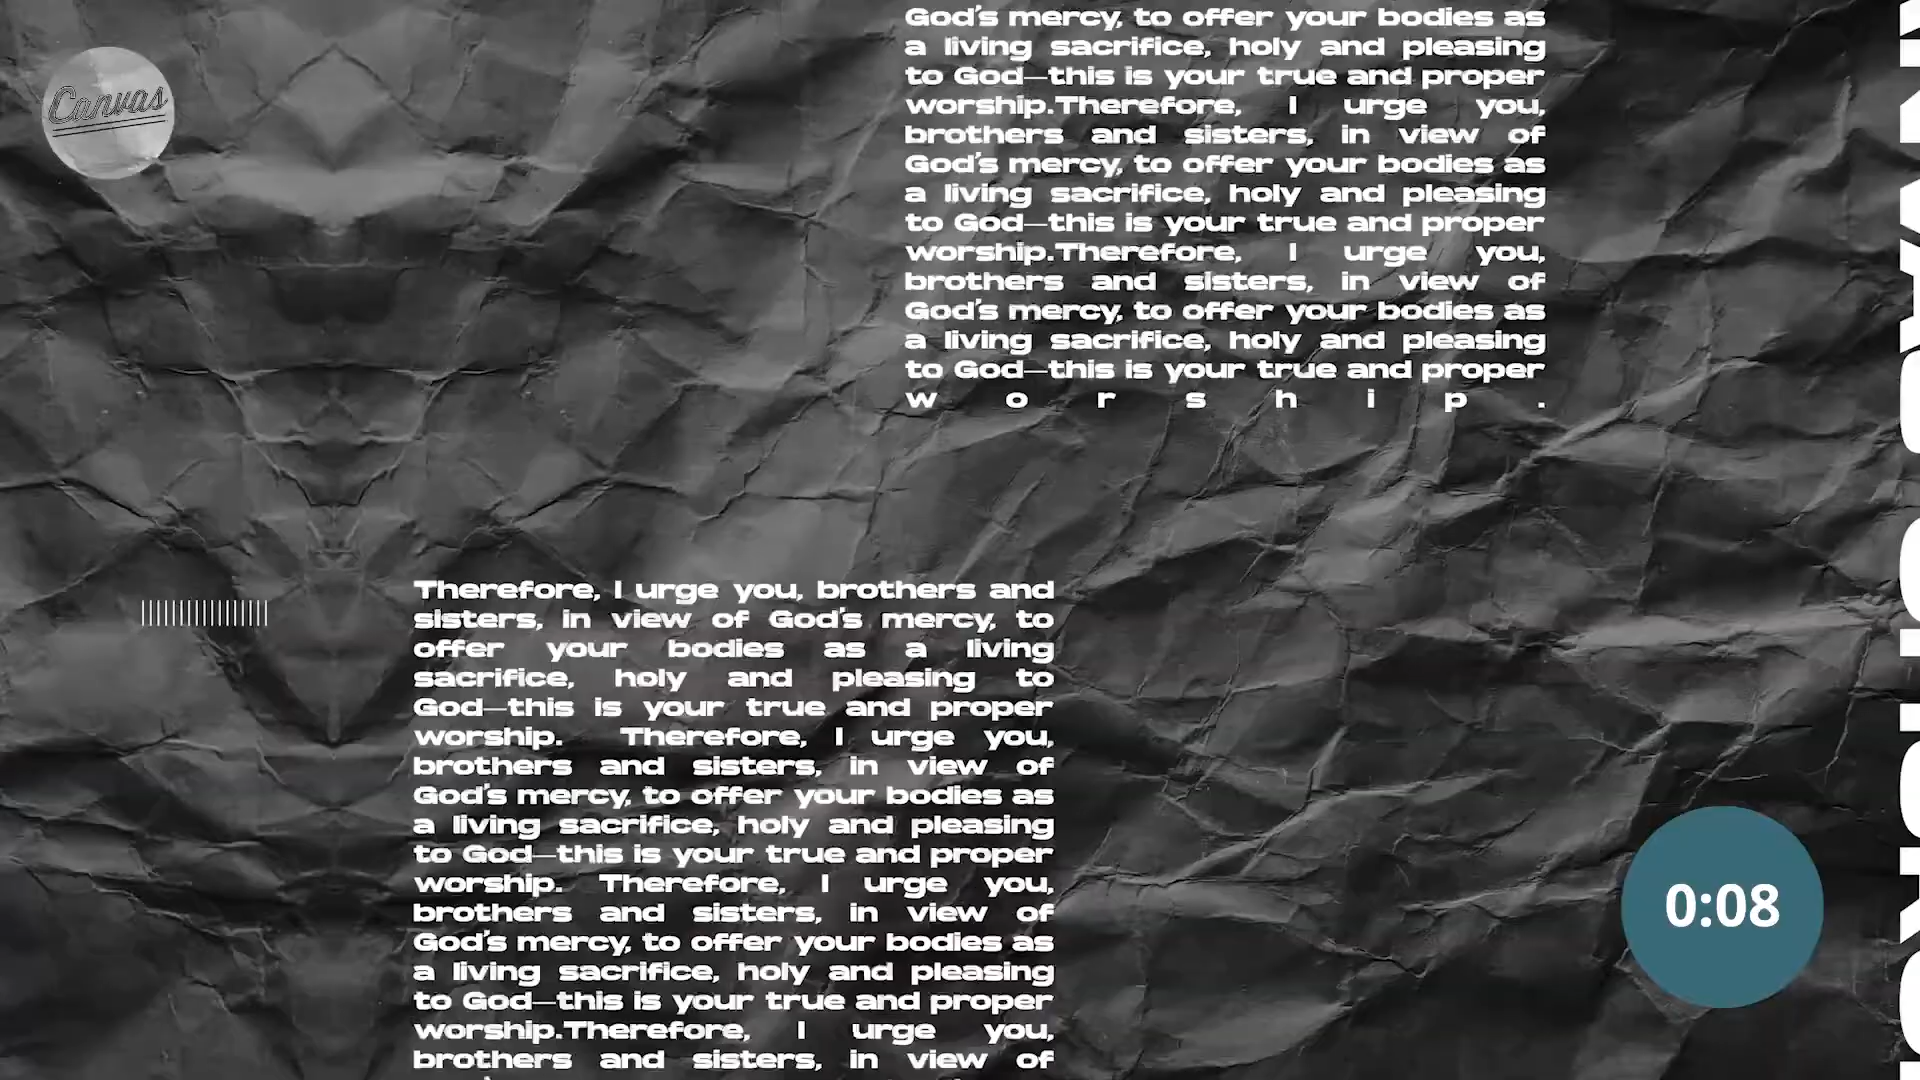 Canvas
God's mercy, to offer your bodies as
a living sacrifice, holy and pleasing
to God—this is your true and proper
worship.Therefore, I urge you,
brothers and sisters, in view of
God's mercy, to offer your bodies as
a living sacrifice, holy and pleasing
to God—this is your true and proper
worship.Therefore, I urge you,
brothers and sisters, in view of
God's mercy, to offer your bodies as
a living sacrifice, holy and pleasing
to God—this is your true and proper
w o r s h i p .
Therefore, I urge you, brothers and
sisters, in view of God's mercy, to
offer your bodies as a living
sacrifice, holy and pleasing to
God—this is your true and proper
worship. Therefore, I urge you,
brothers and sisters, in view of
God's mercy, to offer your bodies as
a living sacrifice, holy and pleasing
to God—this is your true and proper
worship. Therefore, I urge you,
brothers and sisters, in view of
God's mercy, to offer your bodies as
a living sacrifice, holy and pleasing
to God—this is your true and proper
worship.Therefore, I urge you,
brothers and sisters, in view of
0:08